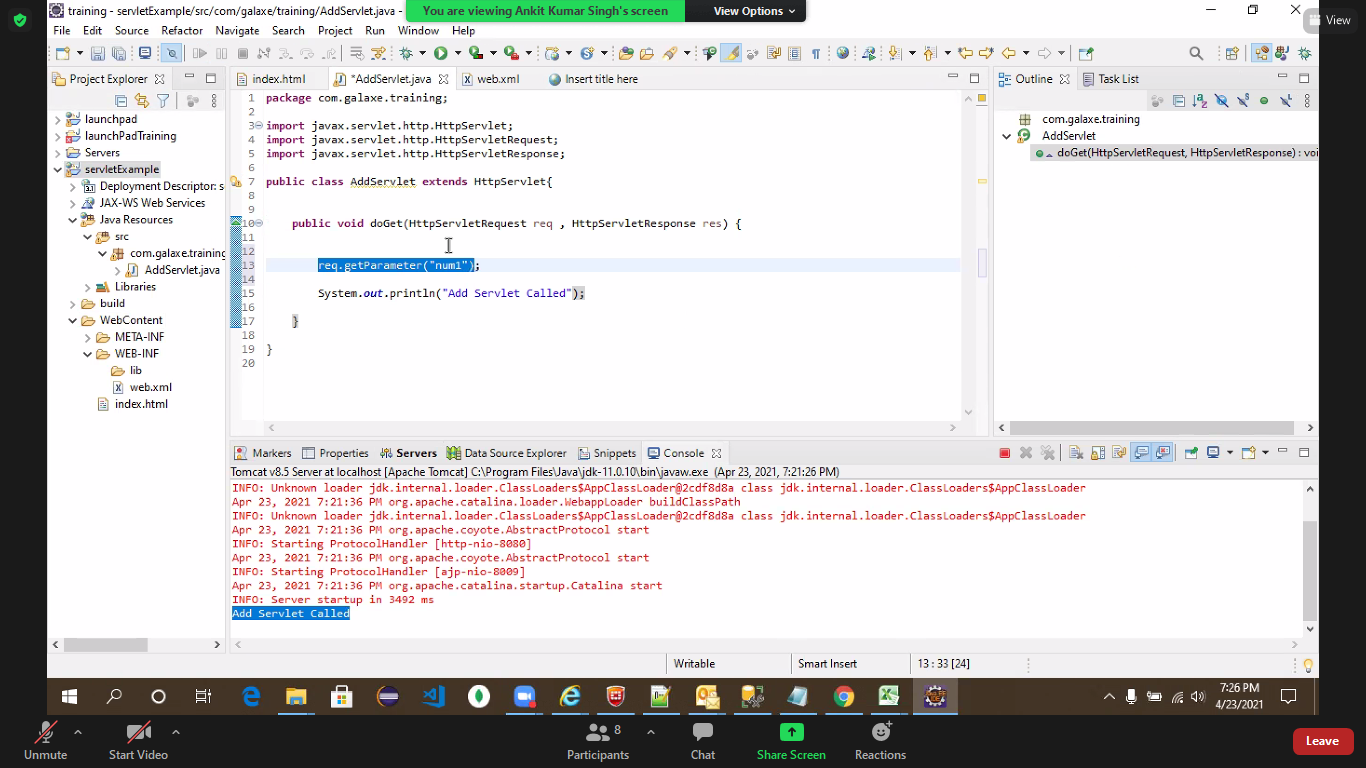 training - servletExample/src/com/galaxe/training/AddServlet.java -
You are viewing Ankit Kumar Singh's screen
View Options
View
File Edit Source Refactor Navigate Search Project Run Window Help
Project Explorer
index.html
*AddServlet.java
web.xml
Insert title here
Outline
Task List
launchpad
launchPadTraining
Servers
servletExample
Deployment Descriptor: s
JAX-WS Web Services
Java Resources
src
com.galaxe.training
AddServlet.java
Libraries
build
WebContent
META-INF
WEB-INF
lib
web.xml
index.html
1 package com.galaxe.training;
2
3 import javax.servlet.http.HttpServlet;
4 import javax.servlet.http.HttpServletRequest;
5 import javax.servlet.http.HttpServletResponse;
6
7 public class AddServlet extends HttpServlet{
8
9
10 public void doGet(HttpServletRequest req , HttpServletResponse res) {
11
12
13 req.getParameter("num1");
14
15 System.out.println("Add Servlet Called");
16
17 }
18
19 }
20
com.galaxe.training
AddServlet
doGet(HttpServletRequest, HttpServletResponse) : voi
Markers
Properties
Servers
Data Source Explorer
Snippets
Console
Tomcat v8.5 Server at localhost [Apache Tomcat] C:\Program Files\Java\jdk-11.0.10\bin\javaw.exe (Apr 23, 2021, 7:21:26 PM)
INFO: Unknown loader jdk.internal.loader.ClassLoaders$AppClassLoader@2cdf8d8a class jdk.internal.loader.ClassLoaders$AppClassLoader
Apr 23, 2021 7:21:36 PM org.apache.catalina.loader.WebappLoader buildClassPath
INFO: Unknown loader jdk.internal.loader.ClassLoaders$AppClassLoader@2cdf8d8a class jdk.internal.loader.ClassLoaders$AppClassLoader
Apr 23, 2021 7:21:36 PM org.apache.coyote.AbstractProtocol start
INFO: Starting ProtocolHandler [http-nio-8080]
Apr 23, 2021 7:21:36 PM org.apache.coyote.AbstractProtocol start
INFO: Starting ProtocolHandler [ajp-nio-8009]
Apr 23, 2021 7:21:36 PM org.apache.catalina.startup.Catalina start
INFO: Server startup in 3492 ms
Add Servlet Called
Writable
Smart Insert
13 : 33 [24]
7:26 PM
4/23/2021
Unmute
Start Video
Participants
8
Chat
Share Screen
Reactions
Leave